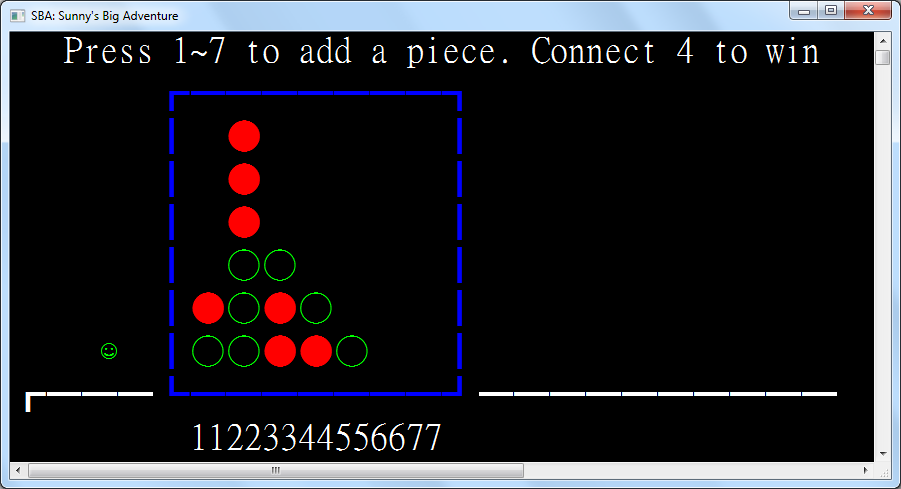 SBA: Sunny's Big Adventure
Press 1~7 to add a piece. Connect 4 to win
11223344556677